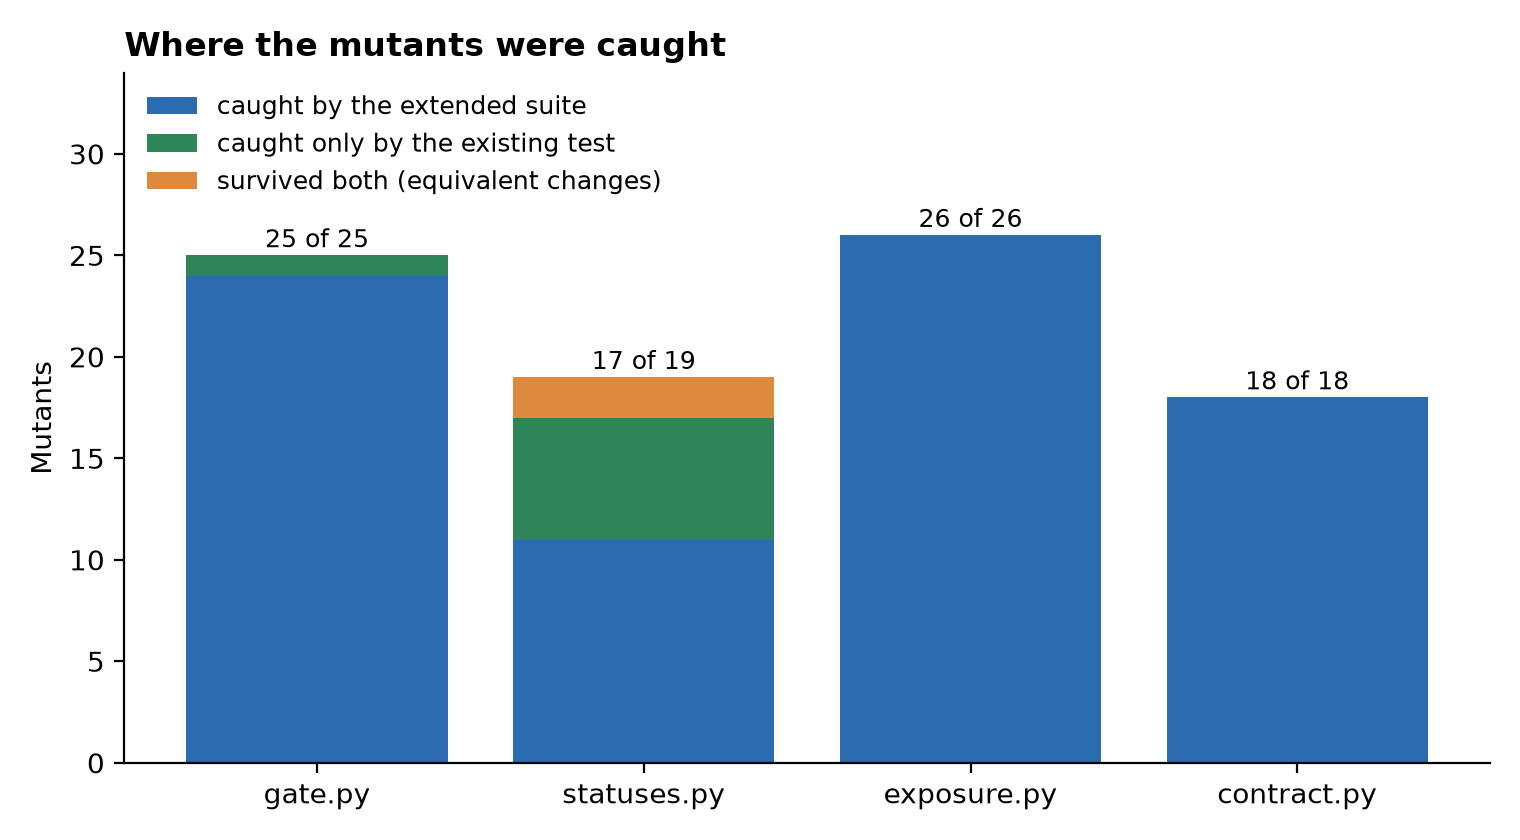 Where the mutants were caught
caught by the extended suite
caught only by the existing test
survived both (equivalent changes)
25 of 25
17 of 19
26 of 26
18 of 18
Mutants
30
25
20
15
10
5
0
gate.py
statuses.py
exposure.py
contract.py